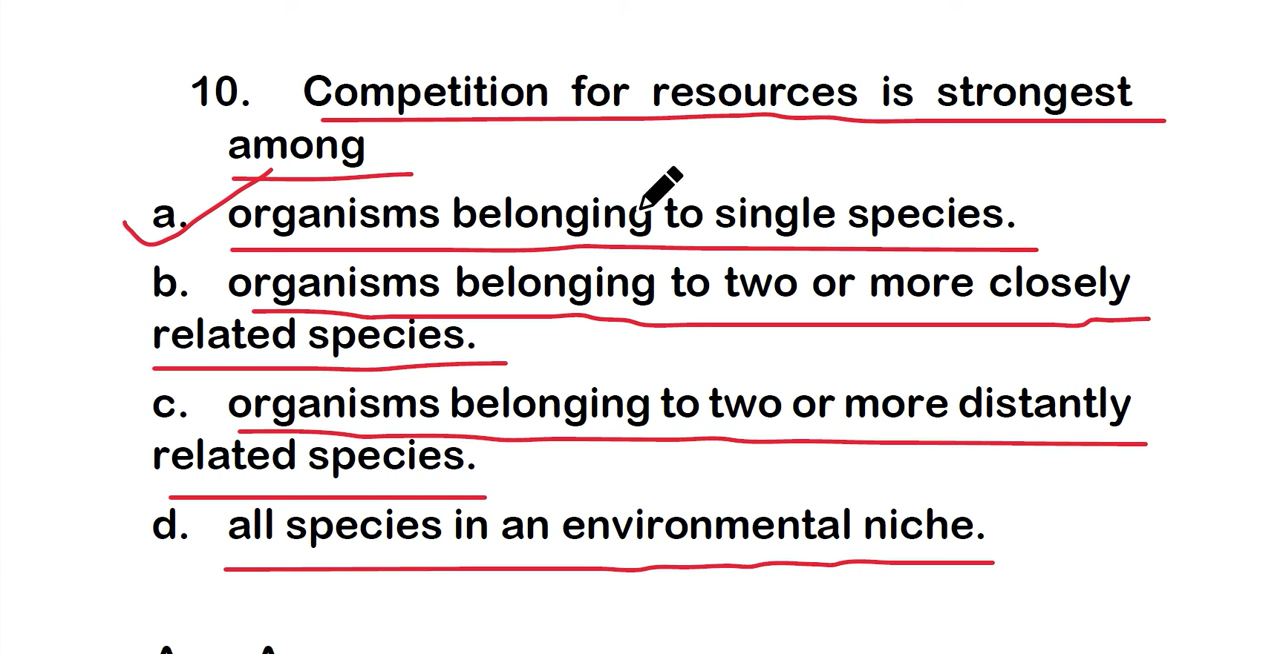 10. Competition for resources is strongest
among
a. organisms belonging to single species.
b. organisms belonging to two or more closely
related species.
c. organisms belonging to two or more distantly
related species.
d. all species in an environmental niche.